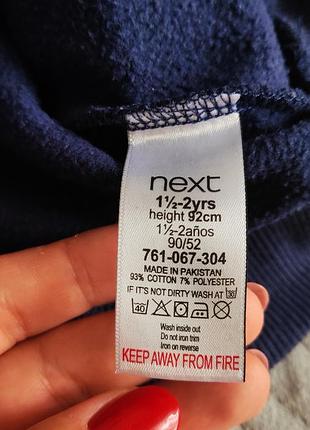 next
1½-2yrs
height 92cm
1½-2años
90/52
761-067-304
MADE IN PAKISTAN
93% COTTON 7% POLYESTER
IF IT'S NOT DIRTY WASH AT 30
40
Wash inside out
Do not iron trim
Iron on reverse
KEEP AWAY FROM FIRE